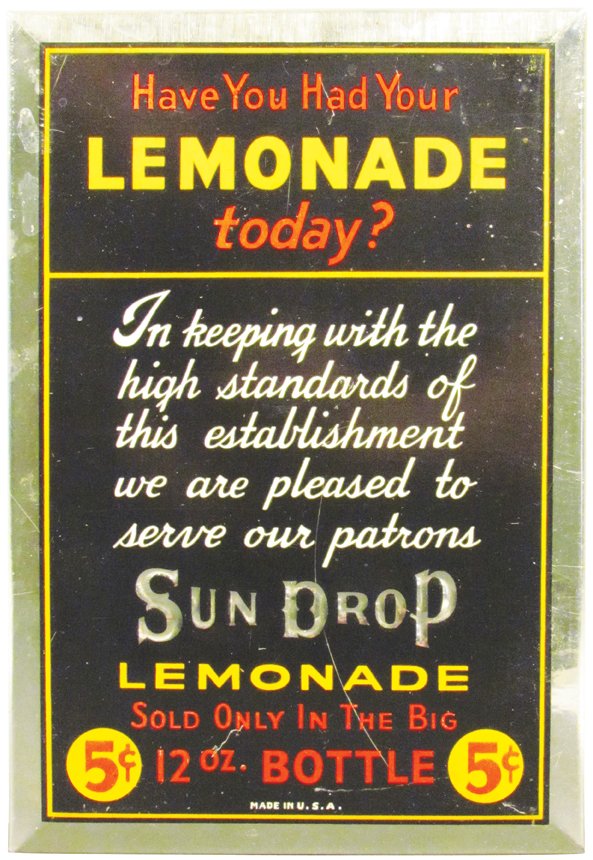 Have You Had Your
LEMONADE
today?
In keeping with the
high standards of
this establishment
we are pleased to
serve our patrons
SUN DROP
LEMONADE
SOLD ONLY IN THE BIG
5¢ 12 OZ. BOTTLE 5¢
MADE IN U.S.A.